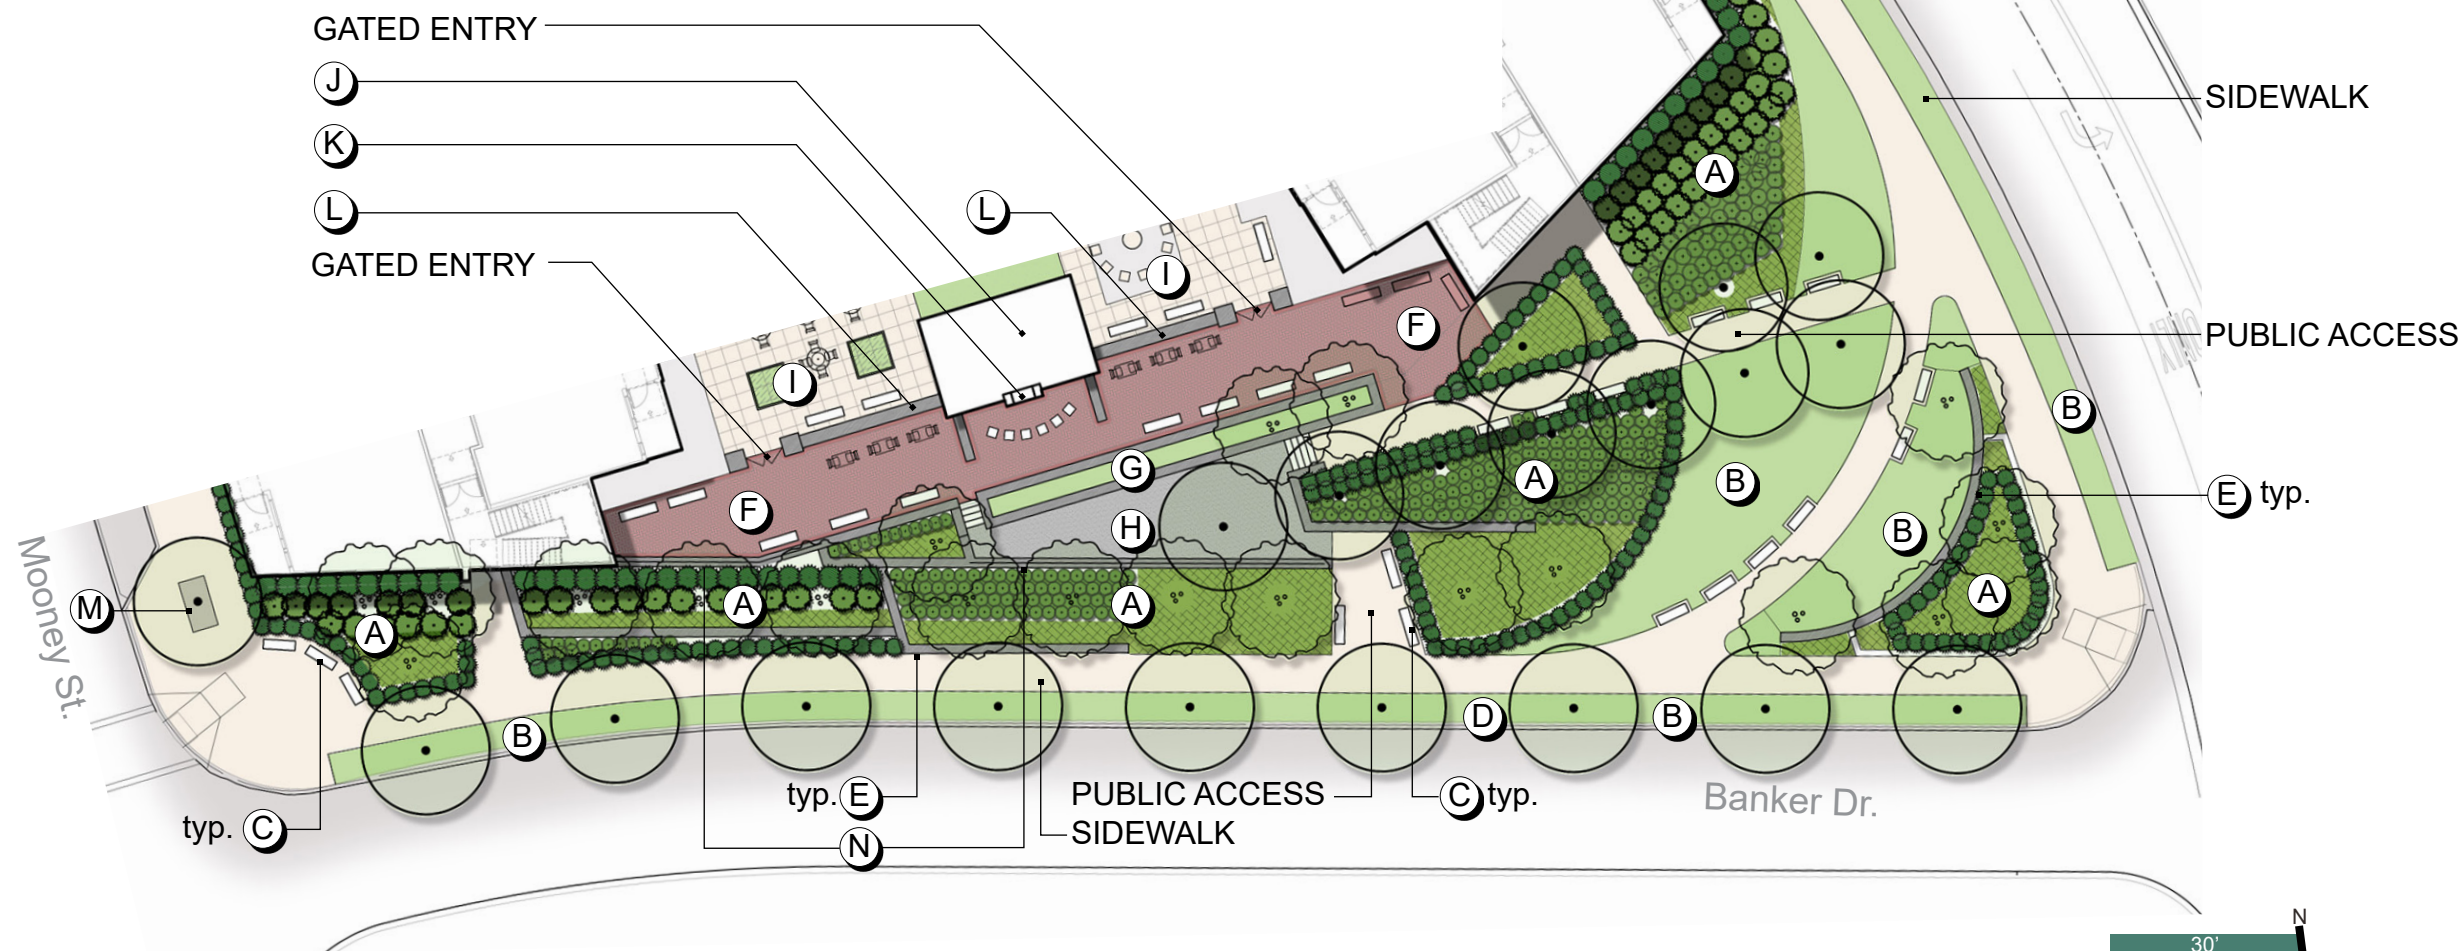 GATED ENTRY
J
K
L
GATED ENTRY
L
I
I
A
F
F
SIDEWALK
PUBLIC ACCESS
B
E typ.
G
H
A
B
B
A
M
A
A
A
Mooney St.
B
D
B
typ. C
typ. E
N
PUBLIC ACCESS
SIDEWALK
C typ.
Banker Dr.
N
30'